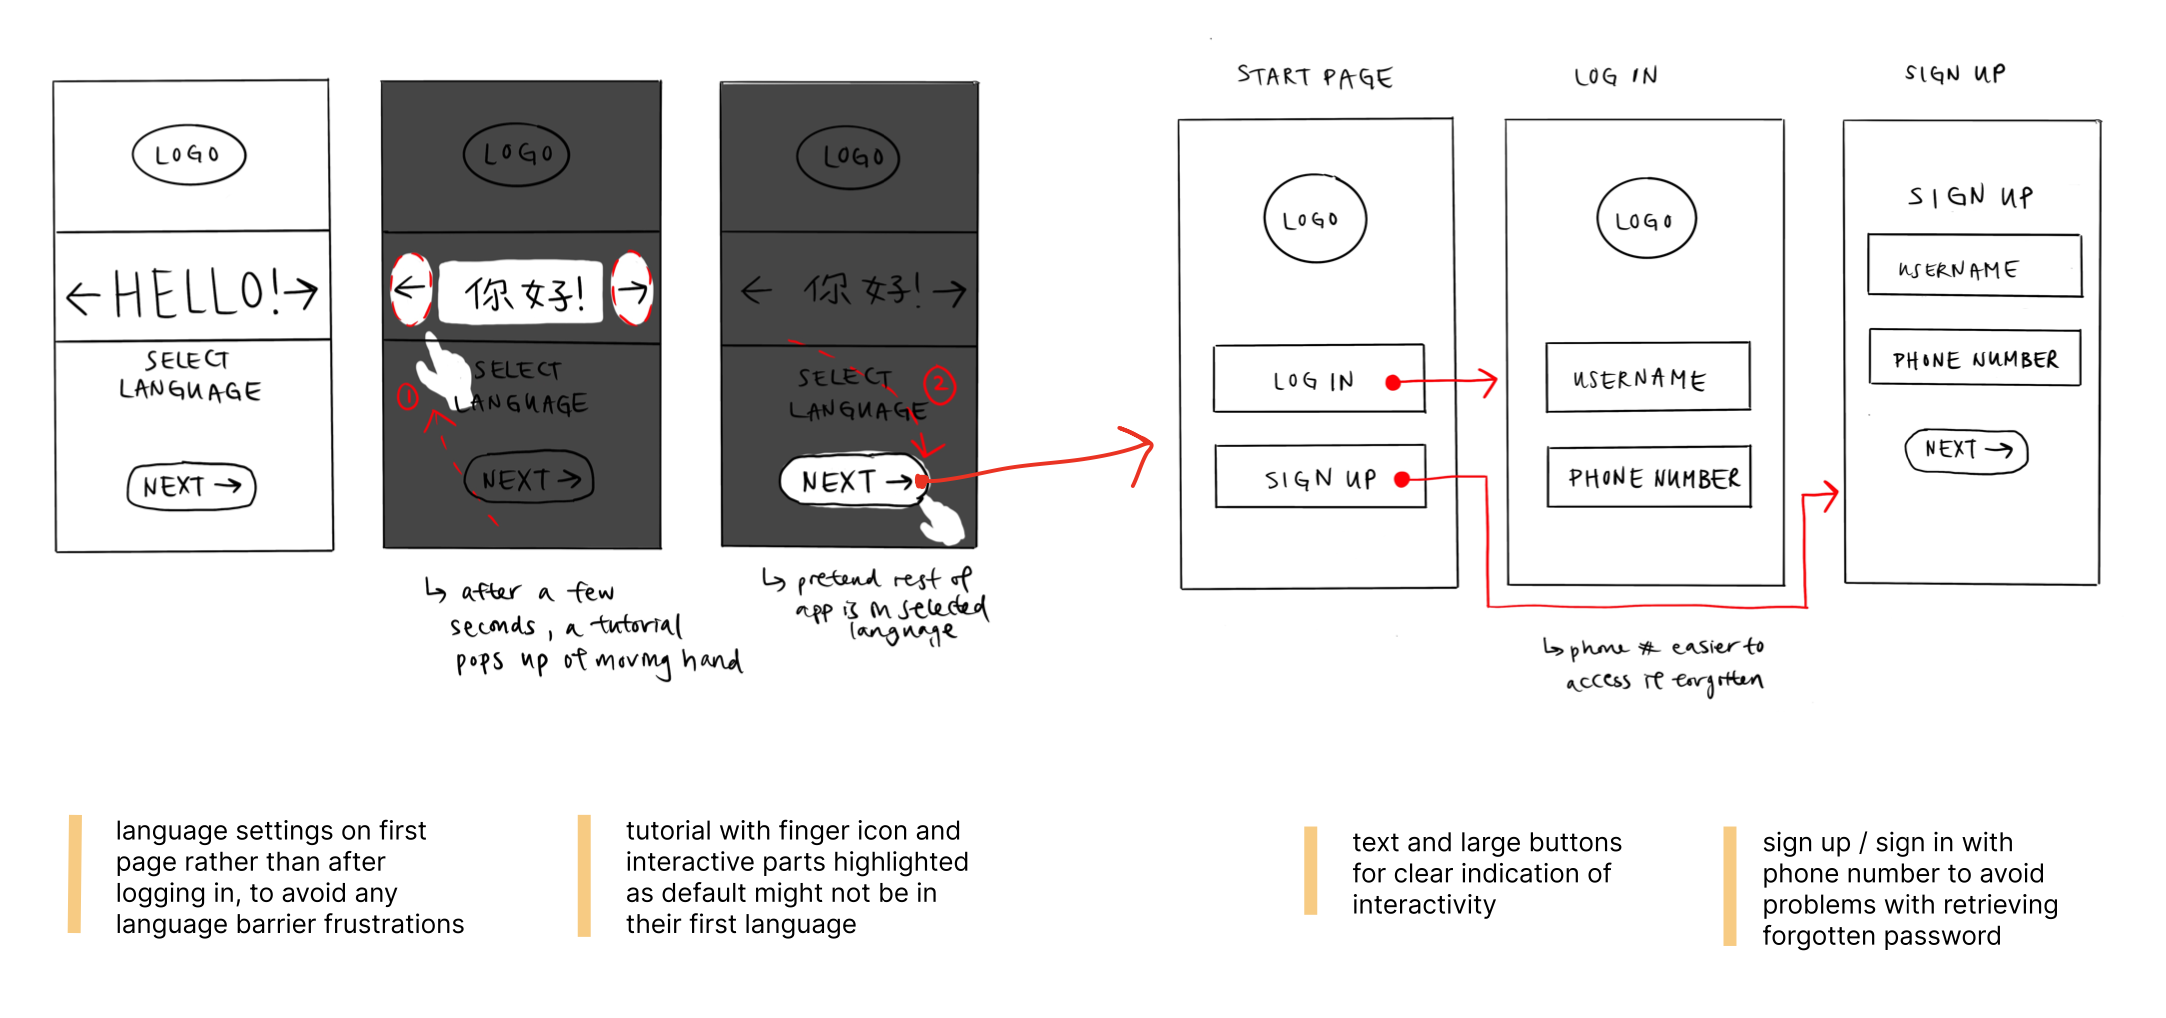 LOGO
← HELLO! →
SELECT
LANGUAGE
NEXT →
LOGO
← 你好! →
①
SELECT
LANGUAGE
NEXT →
↳ after a few
seconds, a tutorial
pops up of moving hand
LOGO
← 你好! →
SELECT
LANGUAGE
②
NEXT →
↳ pretend rest of
app is in selected
language
START PAGE
LOGO
LOG IN
SIGN UP
LOG IN
LOGO
USERNAME
PHONE NUMBER
↳ phone # easier to
access if forgotten
SIGN UP
SIGN UP
USERNAME
PHONE NUMBER
NEXT →
language settings on first
page rather than after
logging in, to avoid any
language barrier frustrations
tutorial with finger icon and
interactive parts highlighted
as default might not be in
their first language
text and large buttons
for clear indication of
interactivity
sign up / sign in with
phone number to avoid
problems with retrieving
forgotten password